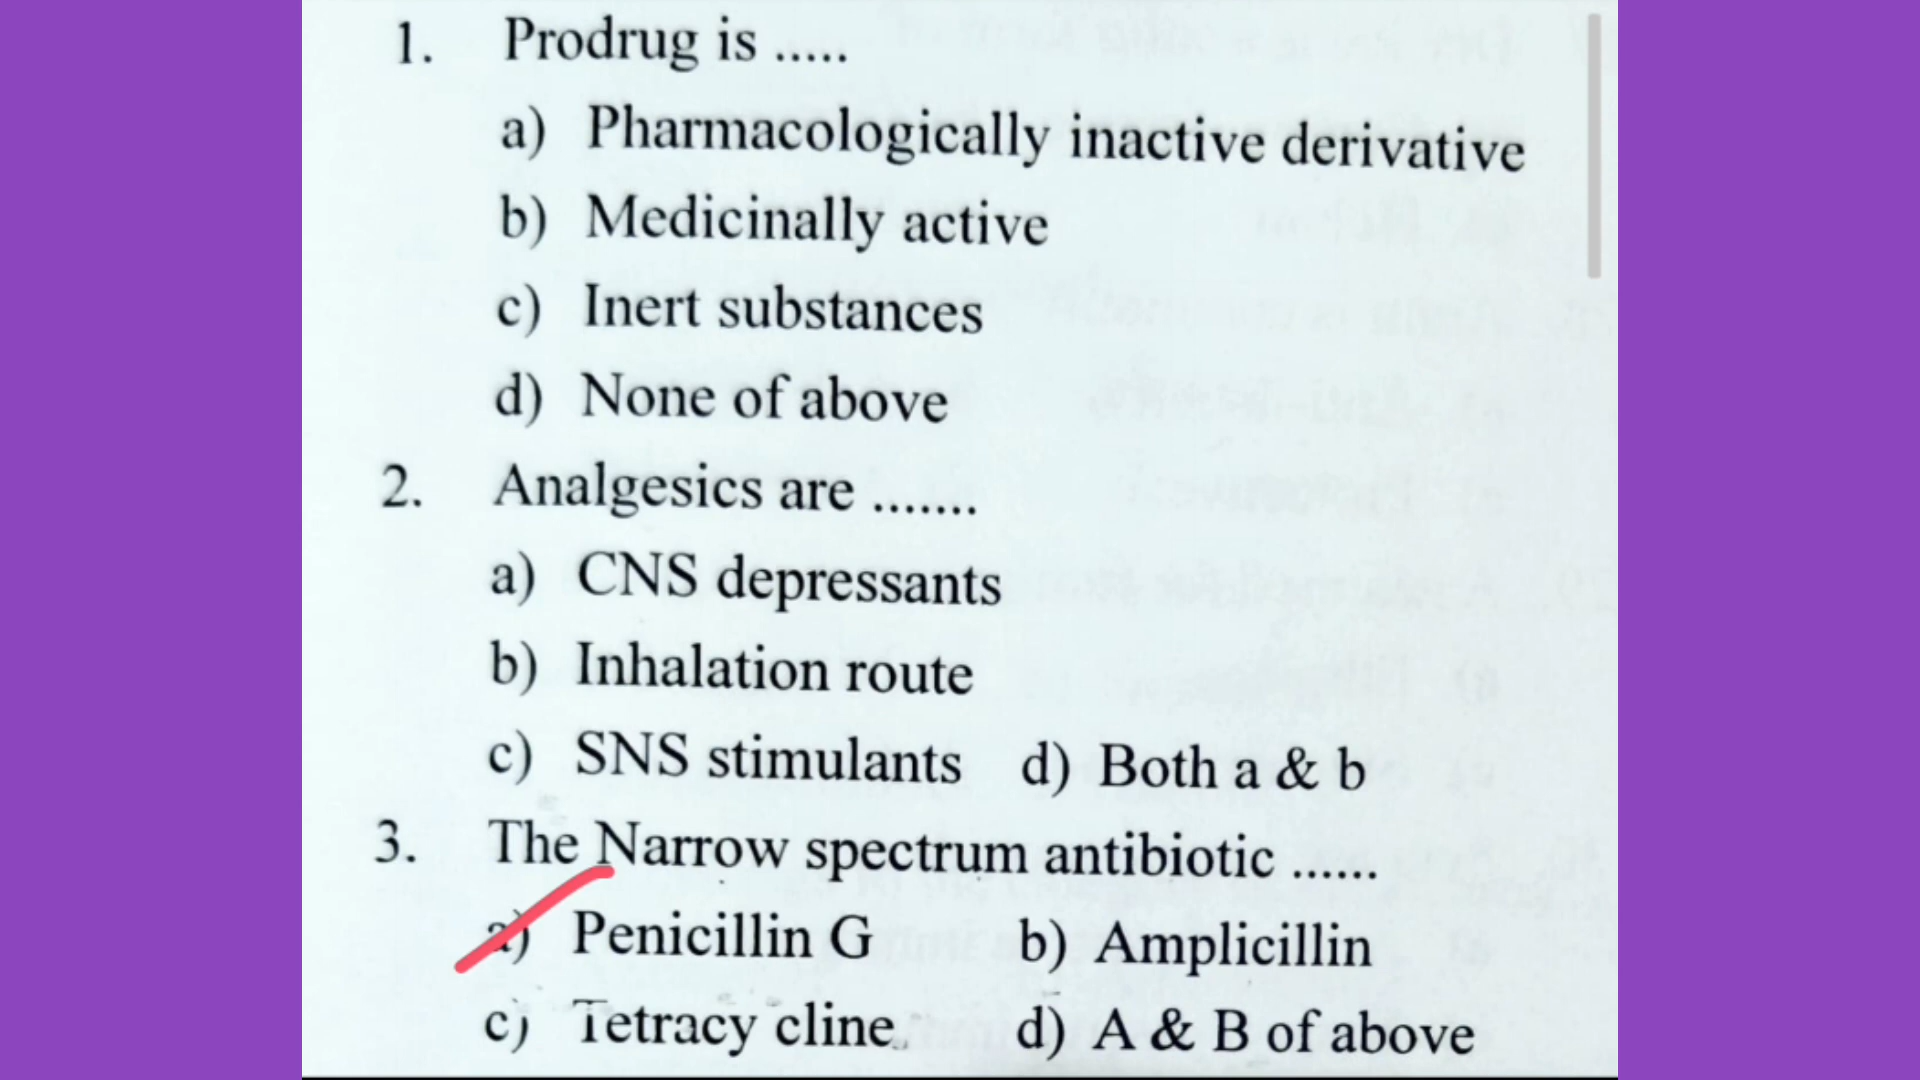 1. Prodrug is .....
a) Pharmacologically inactive derivative
b) Medicinally active
c) Inert substances
d) None of above
2. Analgesics are .......
a) CNS depressants
b) Inhalation route
c) SNS stimulants d) Both a & b
3. The Narrow spectrum antibiotic ......
a) Penicillin G b) Amplicillin
c) Tetracy cline d) A & B of above